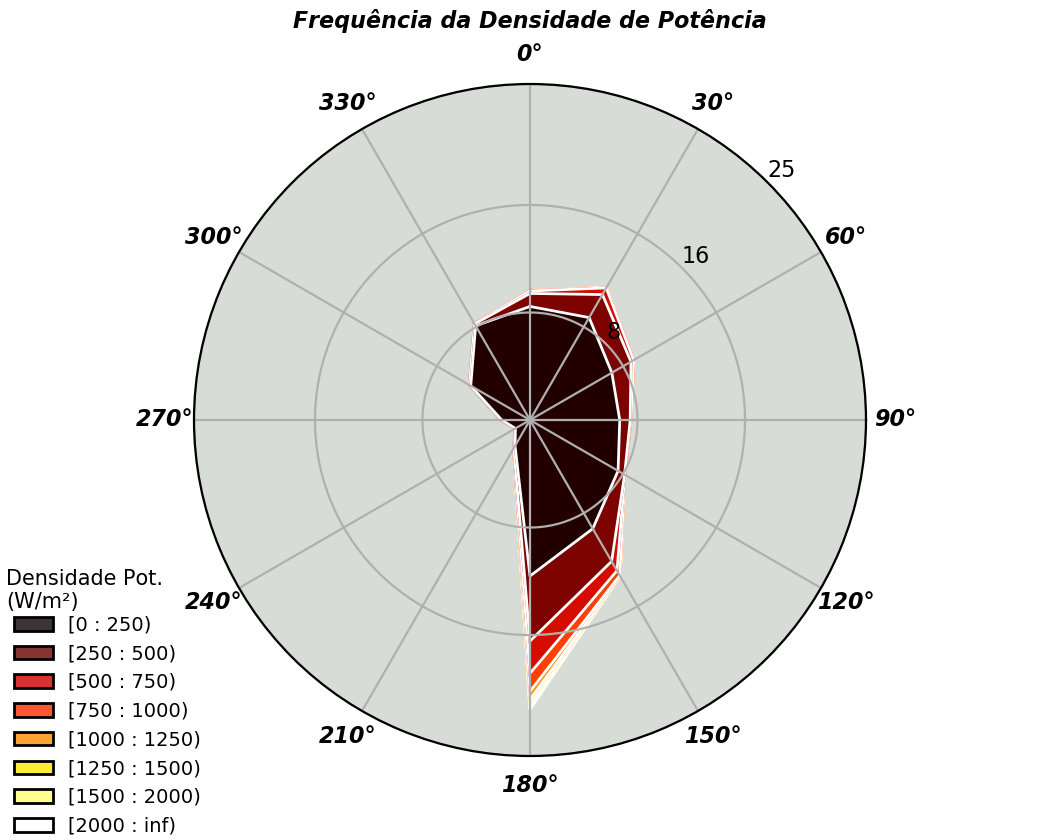 Frequência da Densidade de Potência
0°
330°
30°
25
300°
60°
16
8
270°
90°
240°
120°
210°
150°
180°
Densidade Pot.
(W/m²)
[0 : 250)
[250 : 500)
[500 : 750)
[750 : 1000)
[1000 : 1250)
[1250 : 1500)
[1500 : 2000)
[2000 : inf)